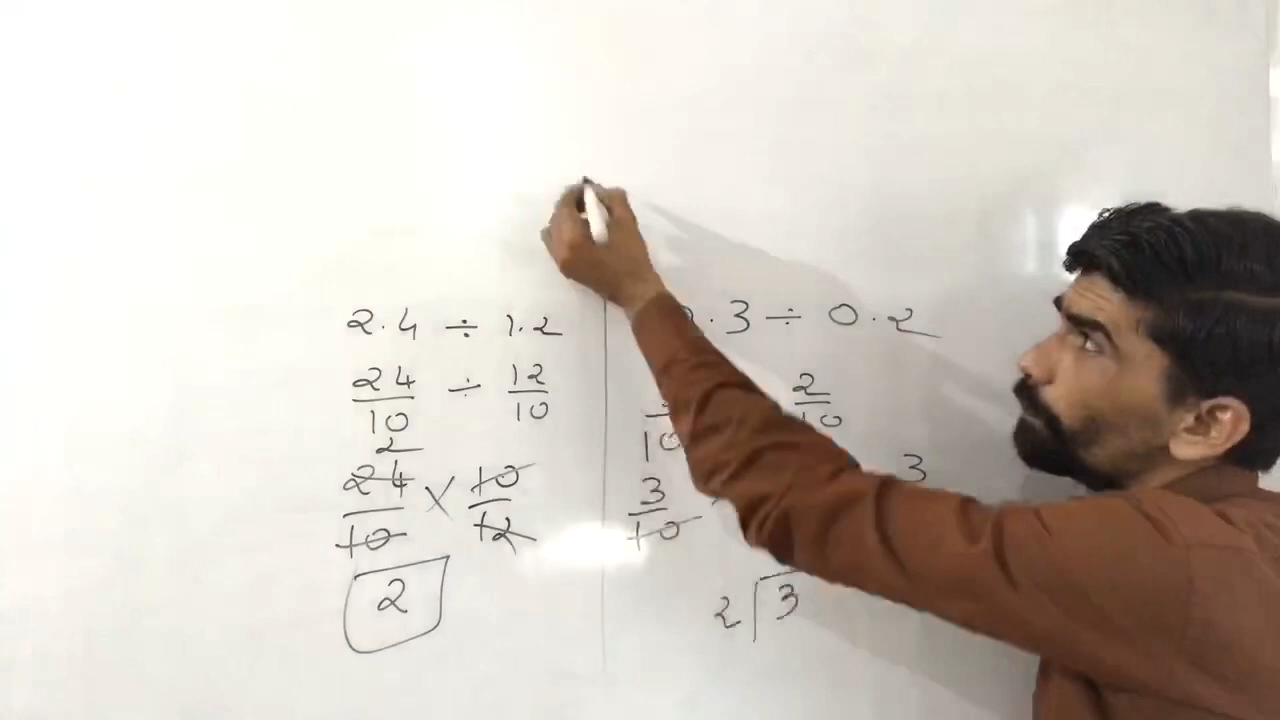 2.4 ÷ 1.2
24/10 ÷ 12/10
2
24/10 × 10/12
2
.3 ÷ 0.2
10 2/10
3/10 3
2 3